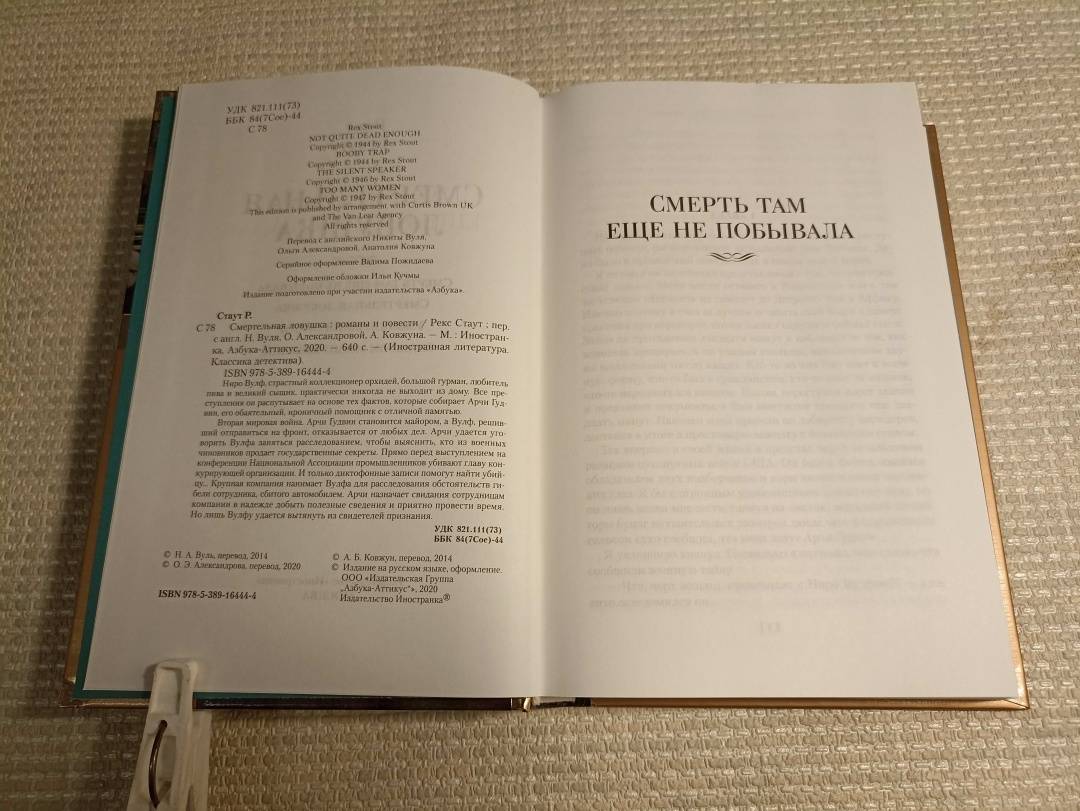 УДК 821.111(73)
ББК 84(7Сое)-44
С 78
Rex Stout
NOT QUITE DEAD ENOUGH
Copyright © 1944 by Rex Stout
BOOBY TRAP
Copyright © 1944 by Rex Stout
THE SILENT SPEAKER
Copyright © 1946 by Rex Stout
TOO MANY WOMEN
Copyright © 1947 by Rex Stout
This edition is published by arrangement with Curtis Brown UK
and The Van Lear Agency
All rights reserved
Перевод с английского Никиты Вуля,
Ольги Александровой, Анатолия Ковжуна
Серийное оформление Вадима Пожидаева
Оформление обложки Ильи Кучмы
Издание подготовлено при участии издательства «Азбука».
Стаут Р.
С 78 Смертельная ловушка : романы и повести / Рекс Стаут ; пер.
с англ. Н. Вуля, О. Александровой, А. Ковжуна. — М. : Иностран-
ка, Азбука-Аттикус, 2020. — 640 с. — (Иностранная литература.
Классика детектива).
ISBN 978-5-389-16444-4
Ниро Вулф, страстный коллекционер орхидей, большой гурман, любитель
пива и великий сыщик, практически никогда не выходит из дому. Все пре-
ступления он распутывает на основе тех фактов, которые собирает Арчи Гуд-
вин, его обаятельный, ироничный помощник с отличной памятью.
Вторая мировая война. Арчи Гудвин становится майором, а Вулф, решив-
ший отправиться на фронт, отказывается от любых дел. Арчи удается уго-
ворить Вулфа заняться расследованием, чтобы выяснить, кто из военных
чиновников продает государственные секреты. Прямо перед выступлением на
конференции Национальной Ассоциации промышленников убивают главу кон-
курирующей организации. И только диктофонные записи помогут найти убий-
цу... Крупная компания нанимает Вулфа для расследования обстоятельств ги-
бели сотрудника, сбитого автомобилем. Арчи назначает свидания сотрудницам
компании в надежде добыть полезные сведения и приятно провести время.
Но лишь Вулфу удается вытянуть из свидетелей признания.
УДК 821.111(73)
ББК 84(7Сое)-44
© Н. А. Вуль, перевод, 2014
© О. Э. Александрова, перевод, 2020
ISBN 978-5-389-16444-4
© А. Б. Ковжун, перевод, 2014
© Издание на русском языке, оформление.
ООО «Издательская Группа
„Азбука-Аттикус“», 2020
Издательство Иностранка®
СМЕРТЬ ТАМ
ЕЩЕ НЕ ПОБЫВАЛА